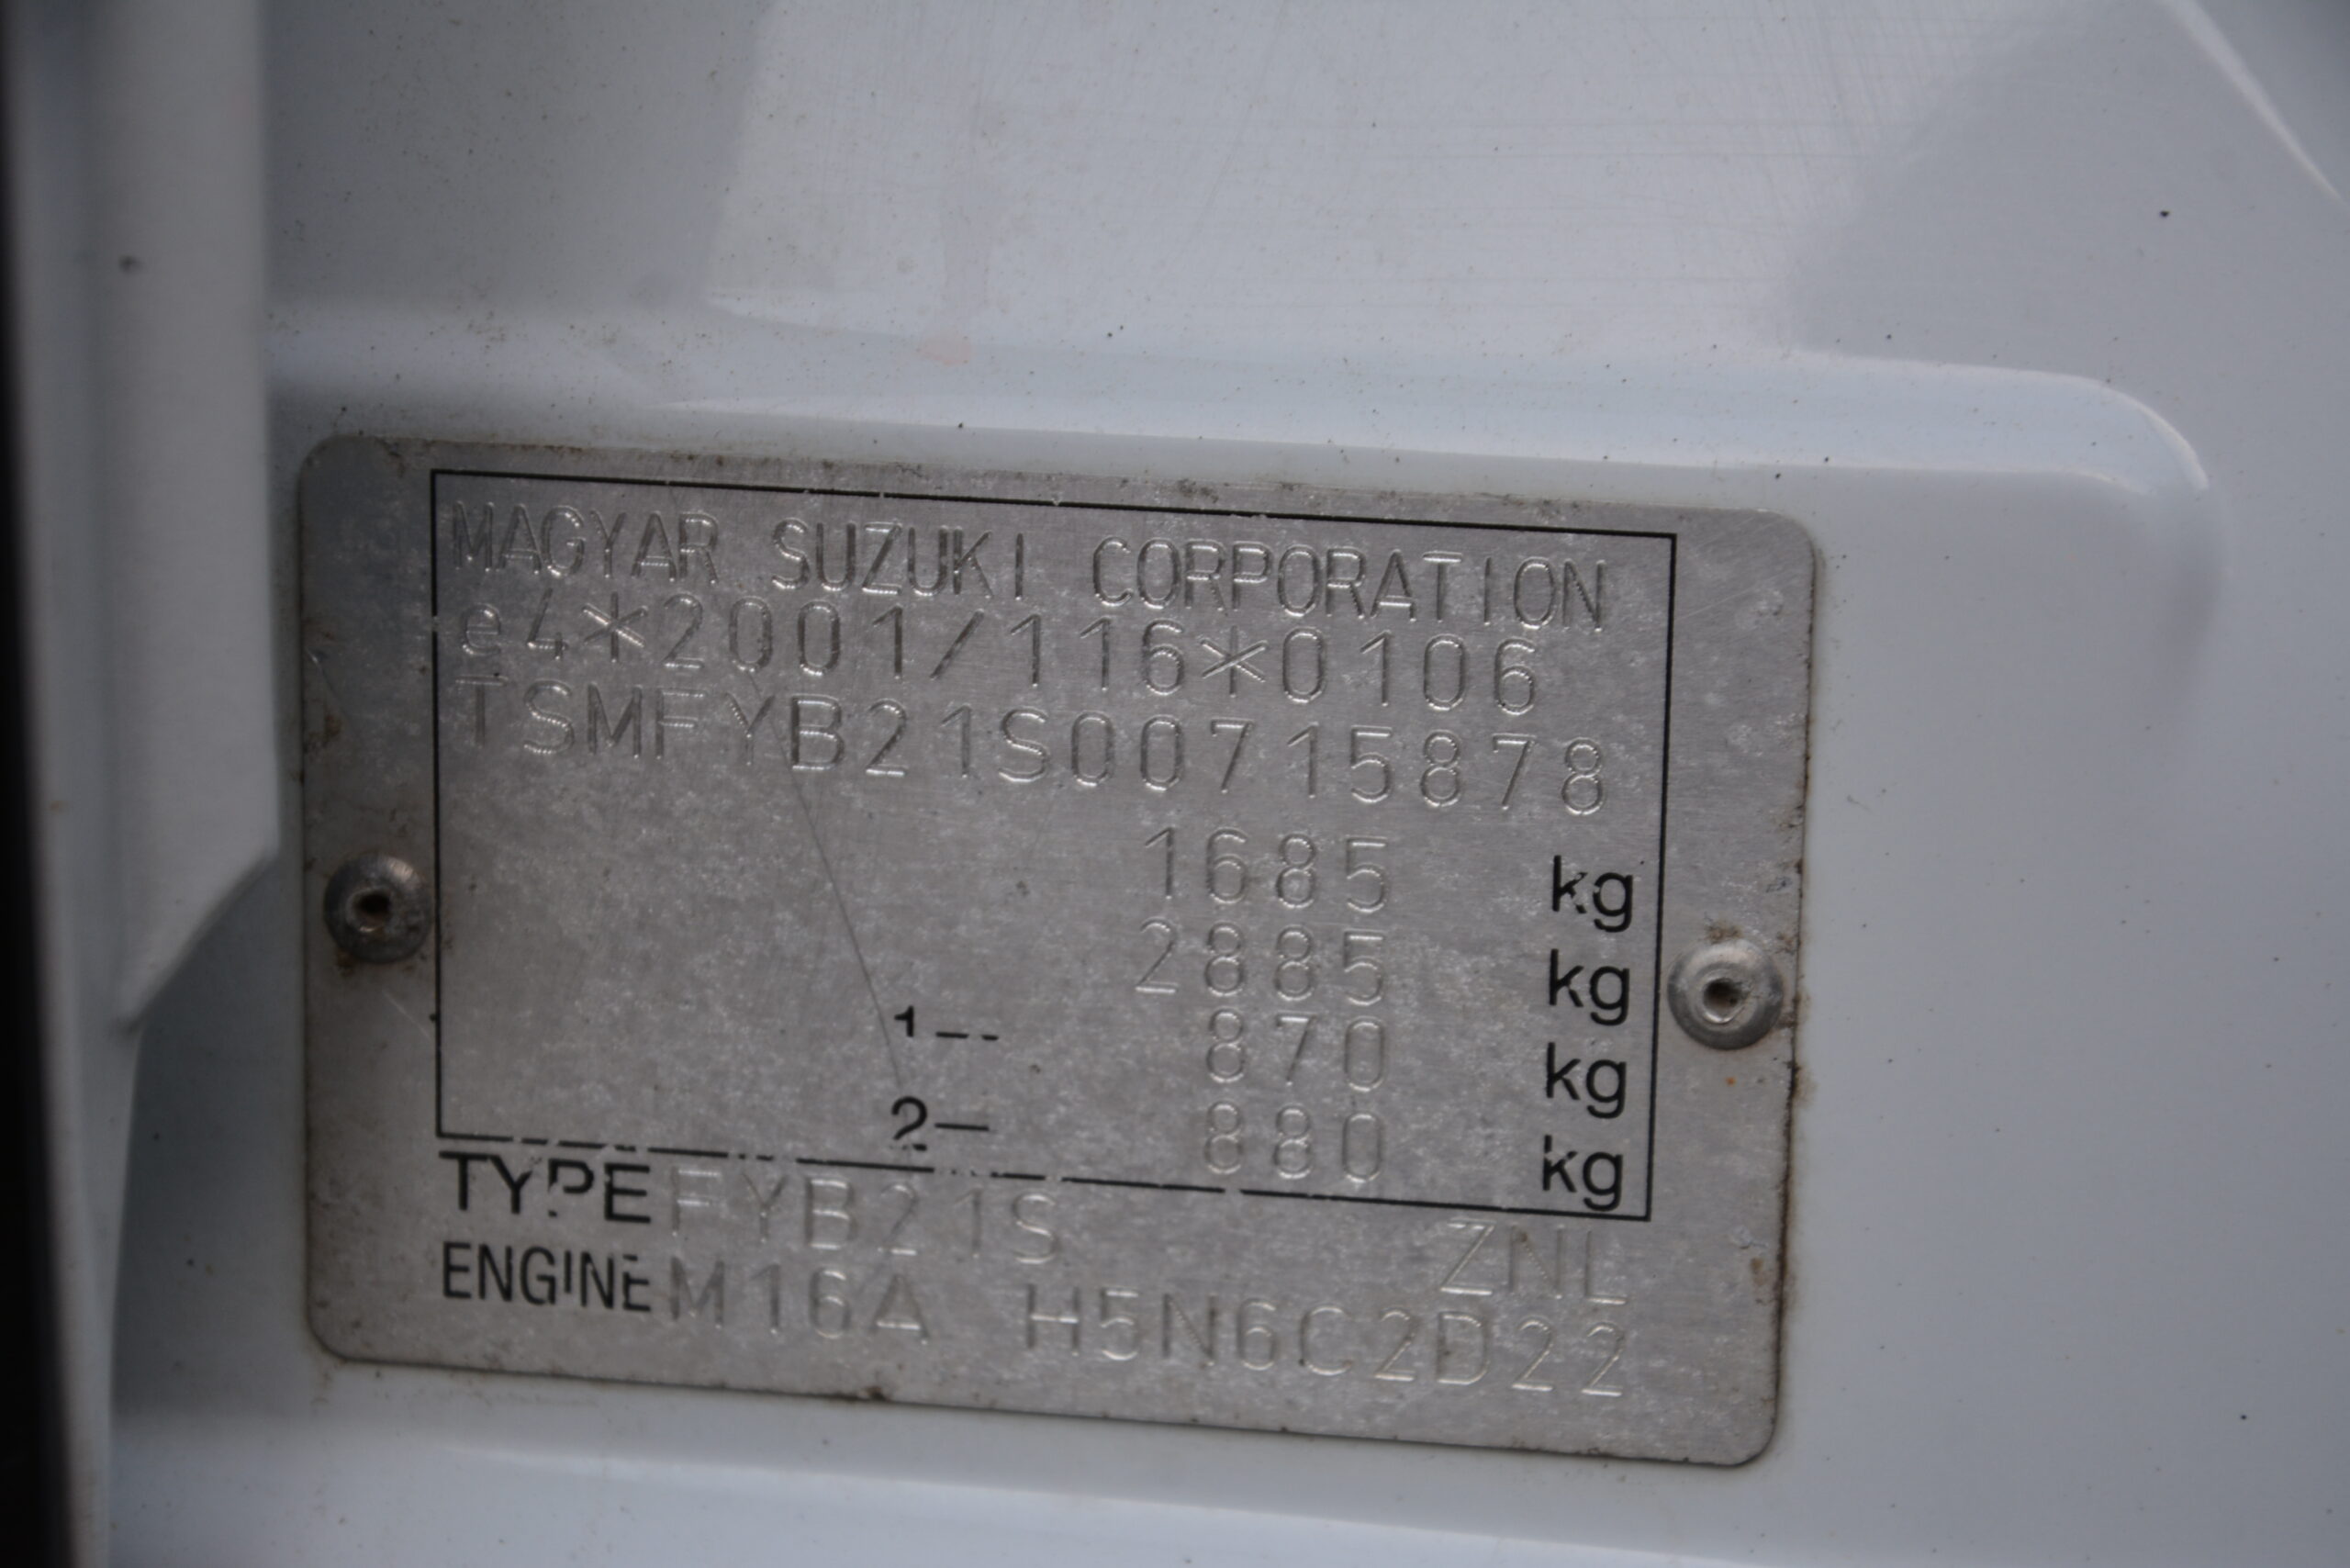 MAGYAR SUZUKI CORPORATION
e4*2001/116*0106
TSMFYB21S00715878
1685 kg
2885 kg
1-- 870 kg
2- 880 kg
TYPE FYB21S ZNL
ENGINE M16A H5N6C2D22